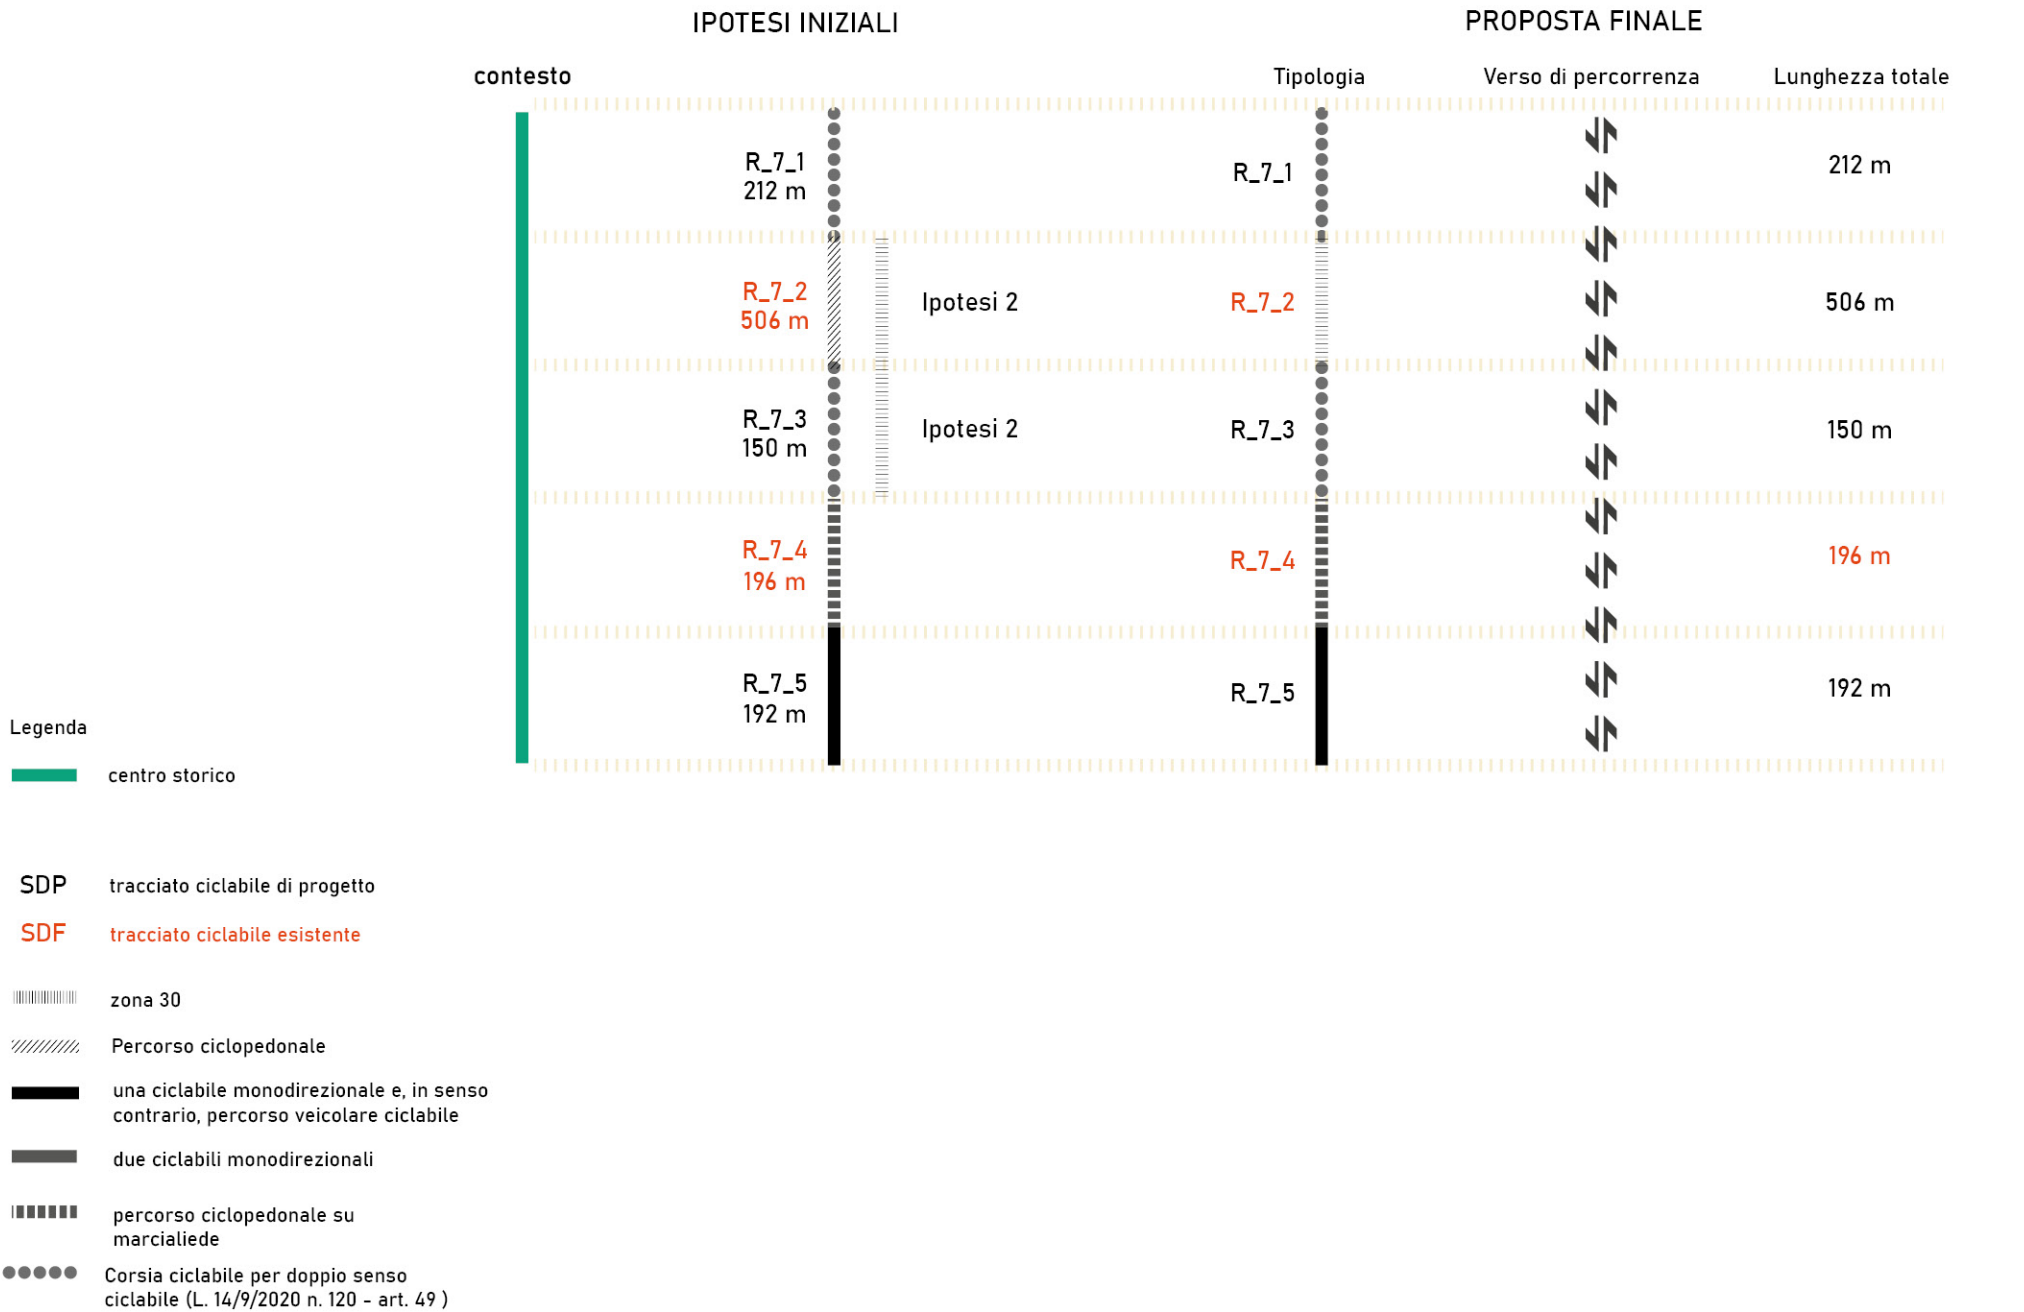 IPOTESI INIZIALI
PROPOSTA FINALE
contesto
Tipologia
Verso di percorrenza
Lunghezza totale
R_7_1
212 m
R_7_1
212 m
R_7_2
506 m
Ipotesi 2
R_7_2
506 m
R_7_3
150 m
Ipotesi 2
R_7_3
150 m
R_7_4
196 m
R_7_4
196 m
R_7_5
192 m
R_7_5
192 m
Legenda
centro storico
SDP
tracciato ciclabile di progetto
SDF
tracciato ciclabile esistente
zona 30
Percorso ciclopedonale
una ciclabile monodirezionale e, in senso
contrario, percorso veicolare ciclabile
due ciclabili monodirezionali
percorso ciclopedonale su
marcialiede
Corsia ciclabile per doppio senso
ciclabile (L. 14/9/2020 n. 120 - art. 49 )